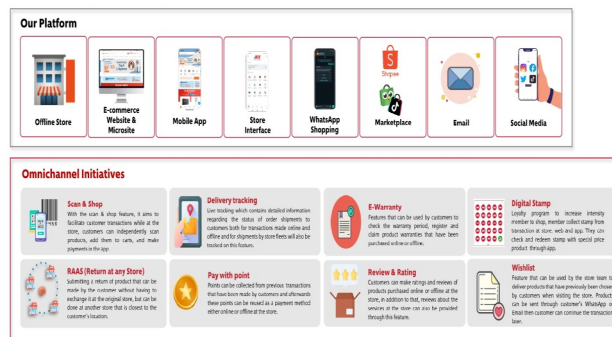 Our Platform
Offline Store
E-commerce
Website &
Microsite
Mobile App
Store
Interface
WhatsApp
Shopping
Shopee
Marketplace
Email
Social Media
Omnichannel Initiatives
Scan & Shop
With the scan & shop feature, it aims to
facilitate customer transactions while at the
store, customers can independently scan
products, add them to carts, and make
payments in the app.
Delivery tracking
Live tracking which contains detailed information
regarding the status of order shipments to
customers both for transactions made online and
offline and for shipments by store fleets will also be
tracked on this feature.
E-Warranty
Features that can be used by customers to
check the warranty period, register and
claim product warranties that have been
purchased online or offline.
Digital Stamp
Loyalty program to increase intensity
member to shop, member collect stamp from
transaction at store, web and app. They can
check and redeem stamp with special price
product through app.
RAAS (Return at any Store)
Submitting a return of product that can be
made by the customer without having to
exchange it at the original store, but can be
done at another store that is closest to the
customer's location.
Pay with point
Points can be collected from previous transactions
that have been made by customers and afterwards
these points can be reused as a payment method
either online or offline at the store.
Review & Rating
Customers can make ratings and reviews of
products purchased online or offline at the
store, in addition to that, reviews about the
services at the store can also be provided
through this feature.
Wishlist
Feature that can be used by the store team to
deliver products that have previously been chosen
by customers when visiting the store. Products
can be sent through customer's WhatsApp or
Email then customer can continue the transaction
later.